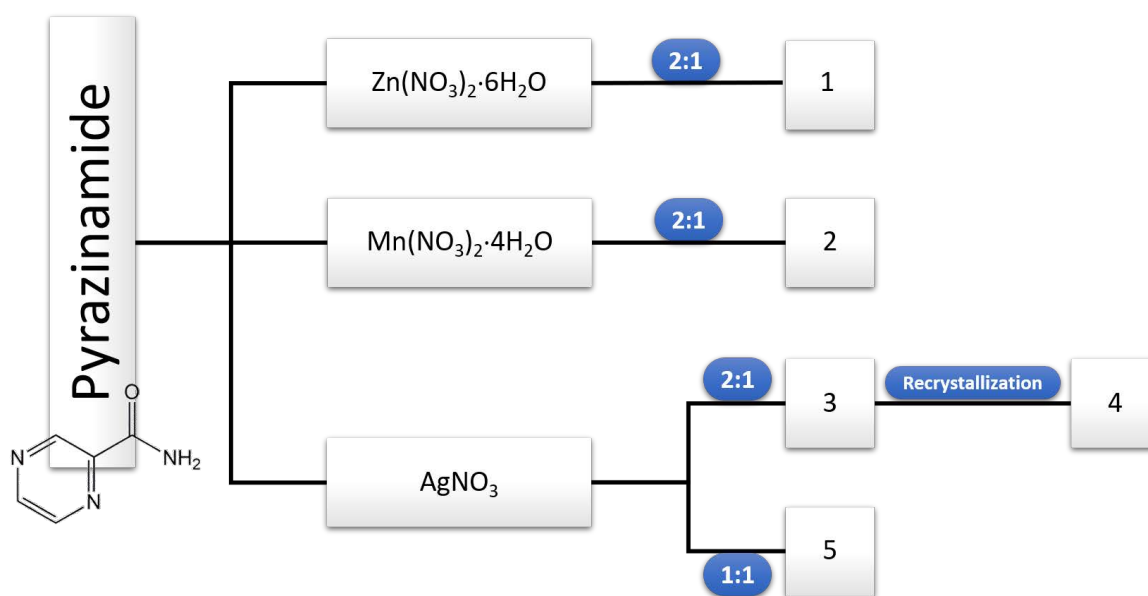 Pyrazinamide
O
N
NH₂
N
Zn(NO₃)₂·6H₂O
2:1
1
Mn(NO₃)₂·4H₂O
2:1
2
AgNO₃
2:1
3
Recrystallization
4
1:1
5